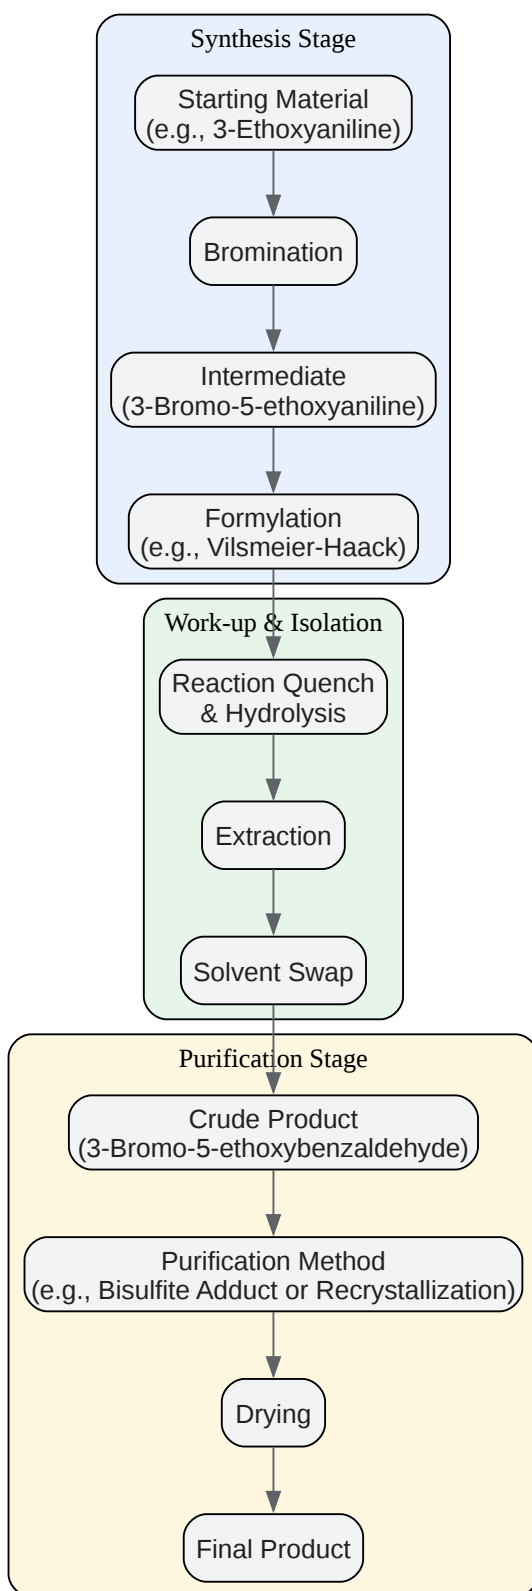 Synthesis Stage
Starting Material
(e.g., 3-Ethoxyaniline)
Bromination
Intermediate
(3-Bromo-5-ethoxyaniline)
Formylation
(e.g., Vilsmeier-Haack)
Work-up & Isolation
Reaction Quench
& Hydrolysis
Extraction
Solvent Swap
Purification Stage
Crude Product
(3-Bromo-5-ethoxybenzaldehyde)
Purification Method
(e.g., Bisulfite Adduct or Recrystallization)
Drying
Final Product